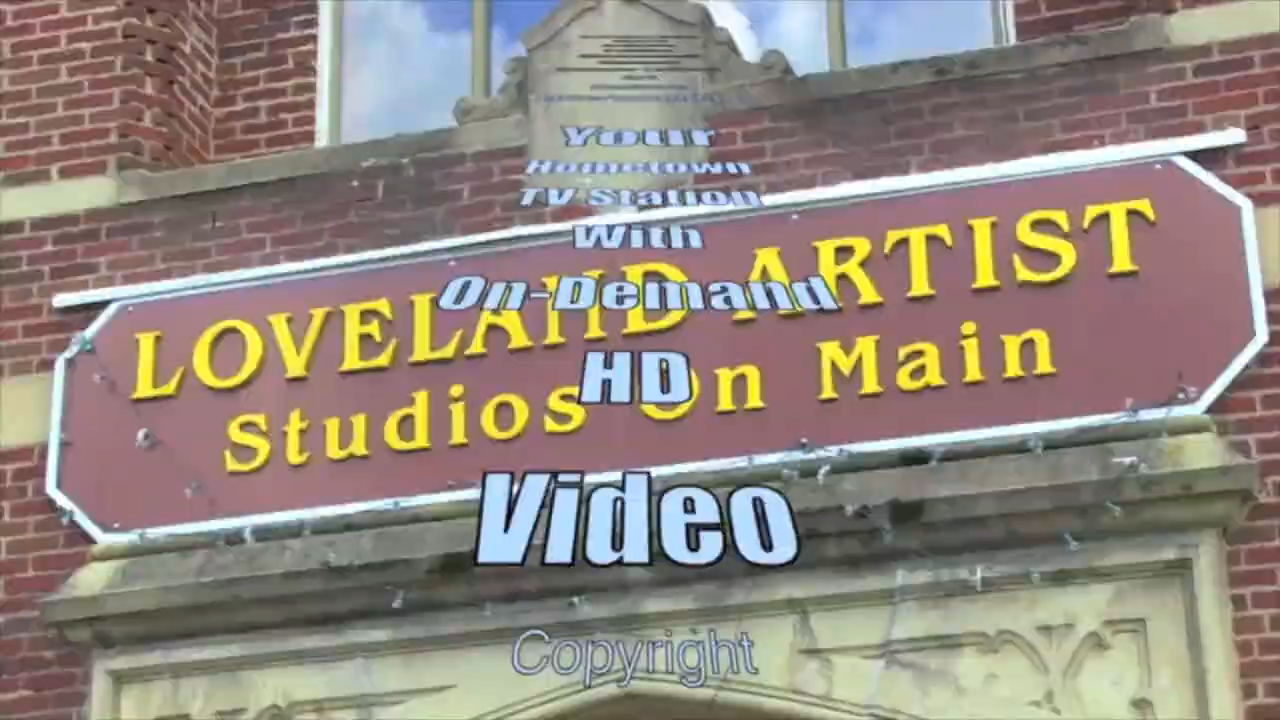 Your
Hometown
TV Station
With
On-Demand
HD
Video
LOVELAND ARTIST
Studios On Main
Copyright